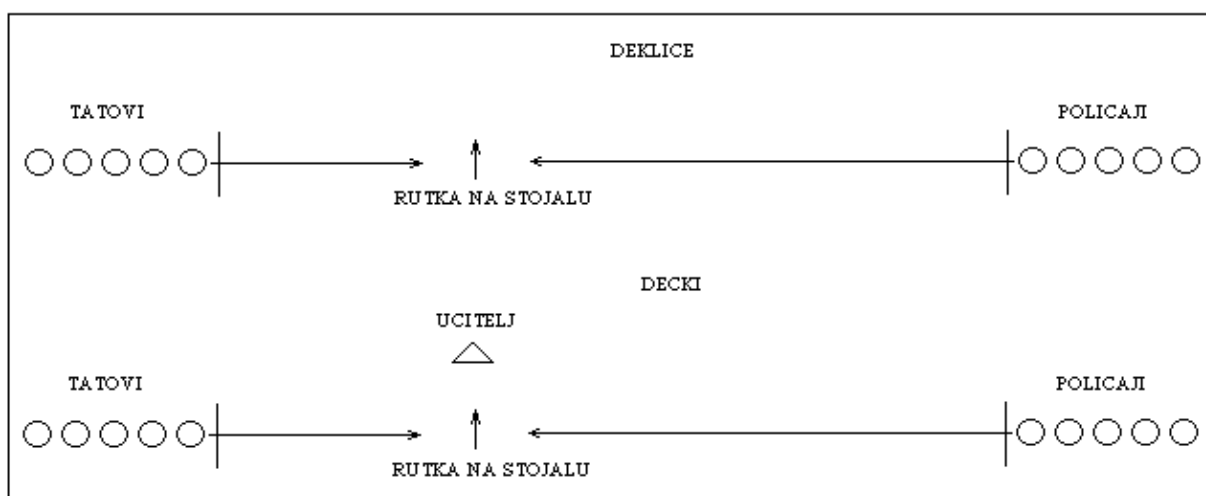 DEKLICE
TATOVI POLICAJI
RUTKA NA STOJALU
DECKI
UCITELJ
TATOVI POLICAJI
RUTKA NA STOJALU